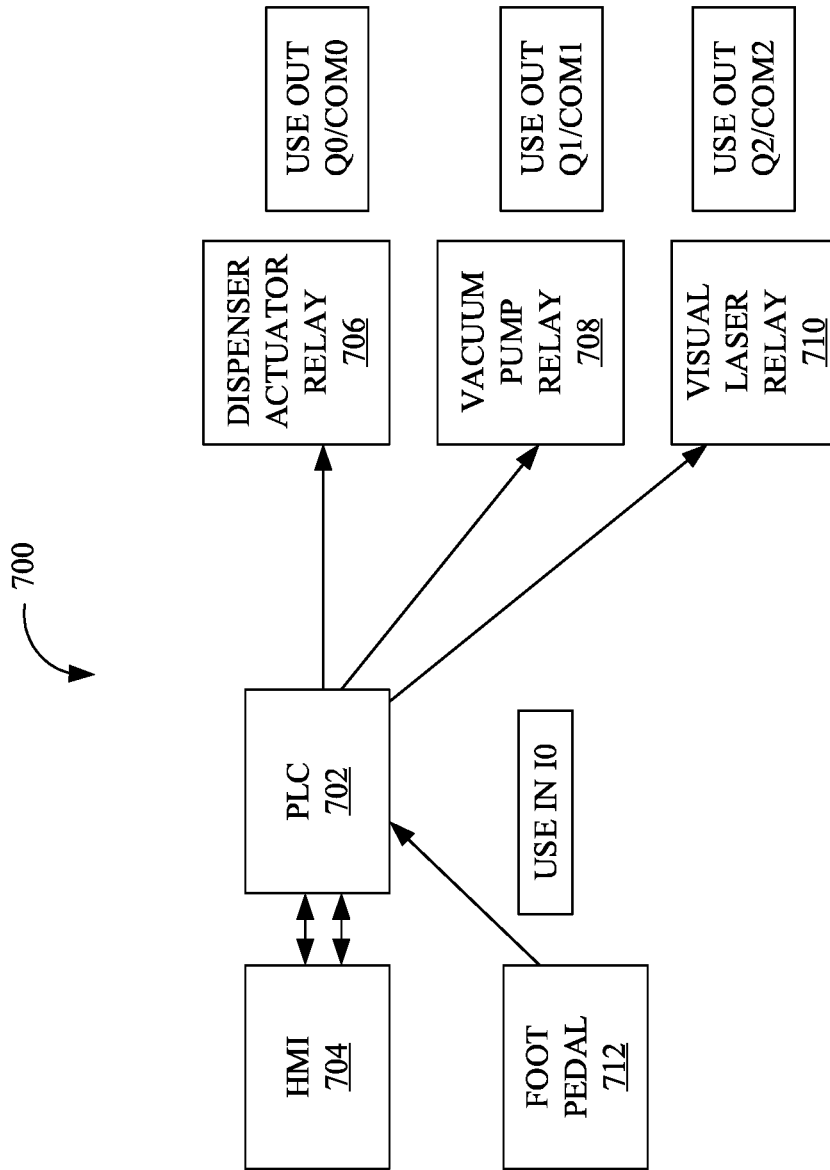 700
HMI
704
PLC
702
DISPENSER
ACTUATOR
RELAY
706
USE OUT
Q0/COM0
FOOT
PEDAL
712
USE IN I0
VACUUM
PUMP
RELAY
708
USE OUT
Q1/COM1
VISUAL
LASER
RELAY
710
USE OUT
Q2/COM2